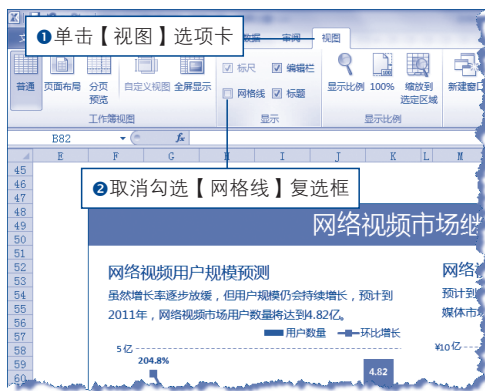 ❶单击【视图】选项卡
数据 审阅 视图
普通 页面布局 分页预览 自定义视图 全屏显示
标尺 编辑栏
网格线 标题
显示比例 100% 缩放到选定区域 新建窗口
工作簿视图 显示 显示比例
B82 fx
E F G H I J K L M
45
46
❷取消勾选【网格线】复选框
47
48
49
网络视频市场继
50
51
52
网络视频用户规模预测
53
虽然增长率逐步放缓，但用户规模仍会持续增长，预计到
预计到
54
2011年，网络视频市场用户数量将达到4.82亿。
媒体市
55
56
用户数量 环比增长
57
5亿
¥10亿
58
204.8%
59
4.82
60